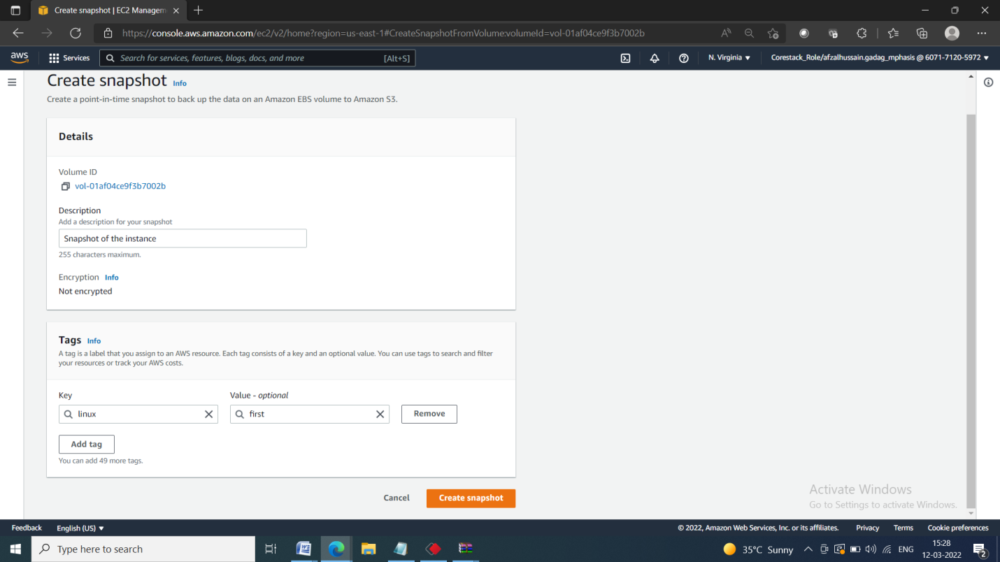 Create snapshot | EC2 Managem
https://console.aws.amazon.com/ec2/v2/home?region=us-east-1#CreateSnapshotFromVolume:volumeId=vol-01af04ce9f3b7002b
aws
Services
Search for services, features, blogs, docs, and more
[Alt+S]
N. Virginia
Corestack_Role/afzalhussain.qadag_mphasis @ 6071-7120-5972
Create snapshot Info
Create a point-in-time snapshot to back up the data on an Amazon EBS volume to Amazon S3.
Details
Volume ID
vol-01af04ce9f3b7002b
Description
Add a description for your snapshot
Snapshot of the instance
255 characters maximum.
Encryption Info
Not encrypted
Tags Info
A tag is a label that you assign to an AWS resource. Each tag consists of a key and an optional value. You can use tags to search and filter
your resources or track your AWS costs.
Key
Value - optional
linux
first
Remove
Add tag
You can add 49 more tags.
Cancel
Create snapshot
Activate Windows
Go to Settings to activate Windows.
Feedback
English (US)
© 2022, Amazon Web Services, Inc. or its affiliates.
Privacy
Terms
Cookie preferences
Type here to search
35°C Sunny
ENG
15:28
12-03-2022
2